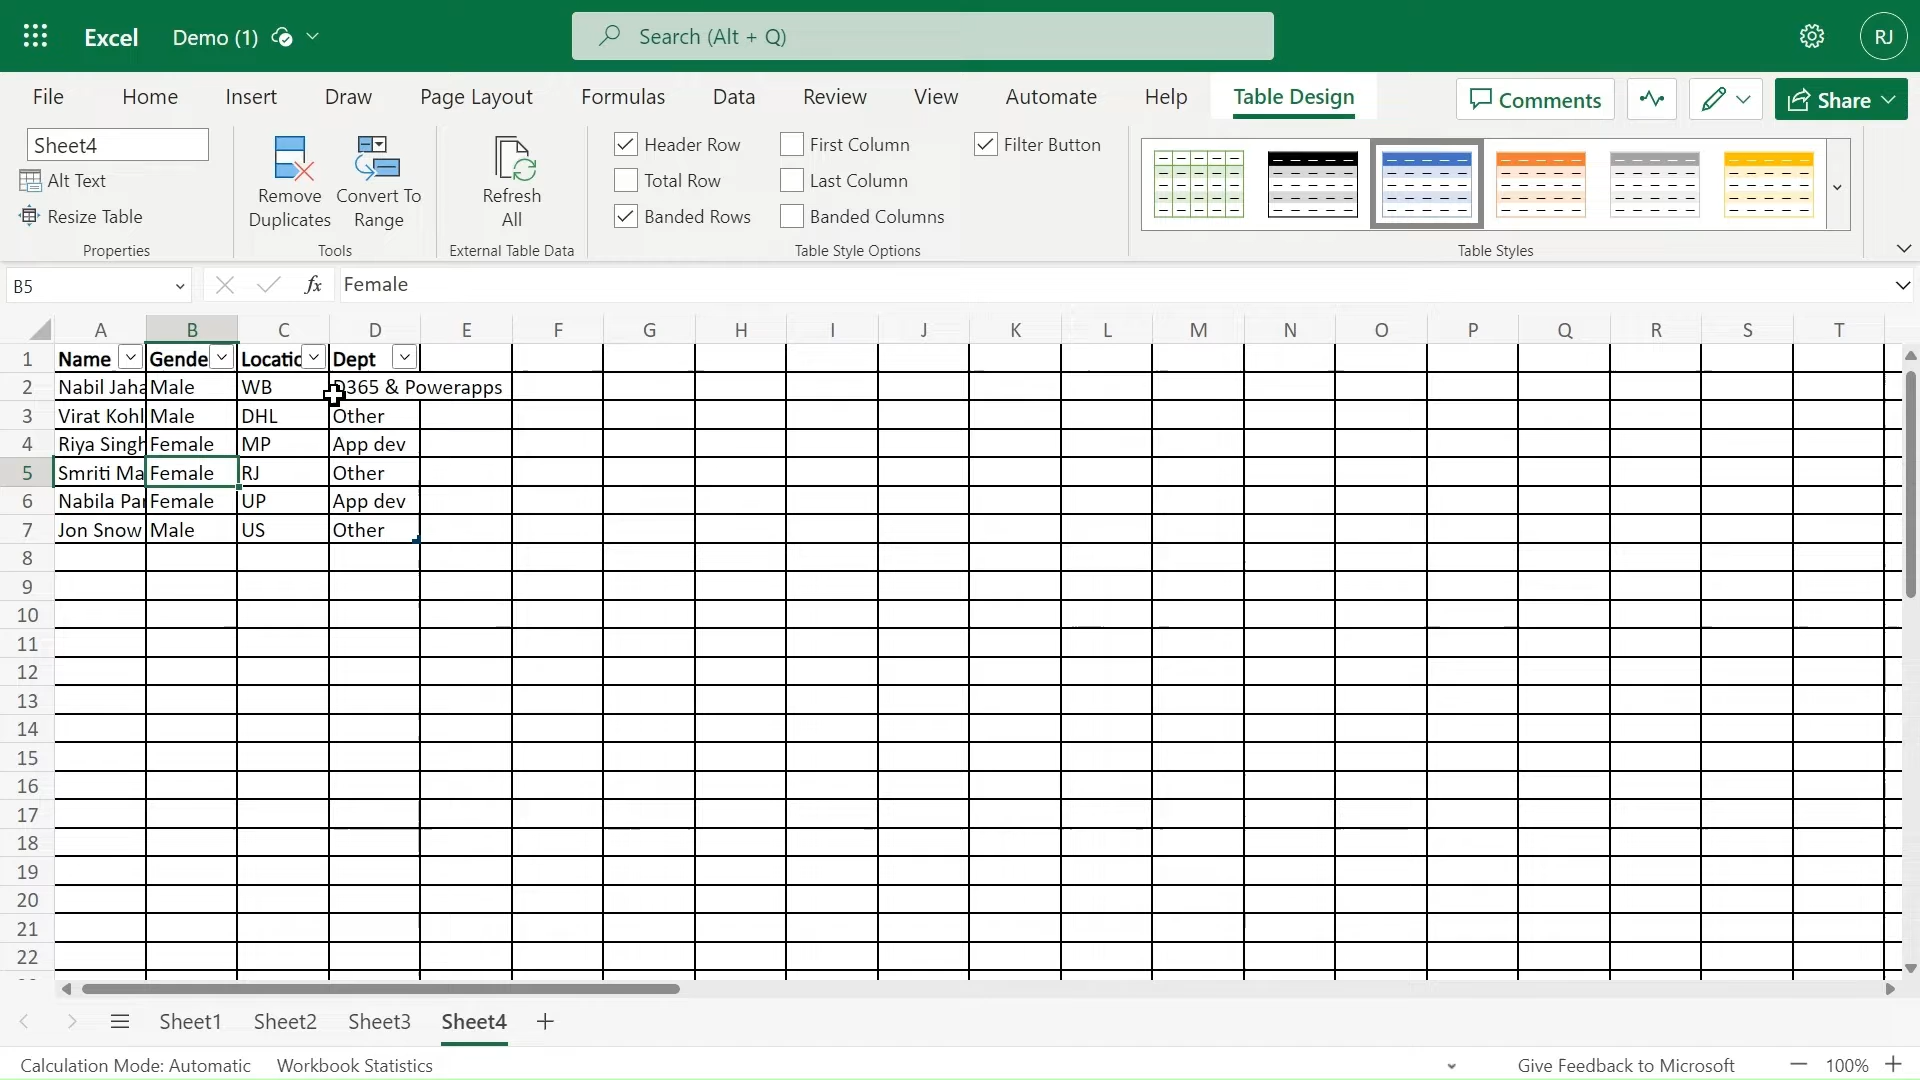 Excel Demo (1) Search (Alt + Q) RJ
File Home Insert Draw Page Layout Formulas Data Review View Automate Help Table Design Comments Share
Sheet4
Alt Text
Resize Table
Properties
Remove Duplicates
Convert To Range
Tools
Refresh All
External Table Data
Header Row First Column Filter Button
Total Row Last Column
Banded Rows Banded Columns
Table Style Options
Table Styles
B5 fx Female
A B C D E F G H I J K L M N O P Q R S T
1 Name Gende Locatic Dept
2 Nabil Jaha Male WB D365 & Powerapps
3 Virat Kohl Male DHL Other
4 Riya Singh Female MP App dev
5 Smriti Ma Female RJ Other
6 Nabila Par Female UP App dev
7 Jon Snow Male US Other
8
9
10
11
12
13
14
15
16
17
18
19
20
21
22
Sheet1 Sheet2 Sheet3 Sheet4
Calculation Mode: Automatic Workbook Statistics Give Feedback to Microsoft 100%